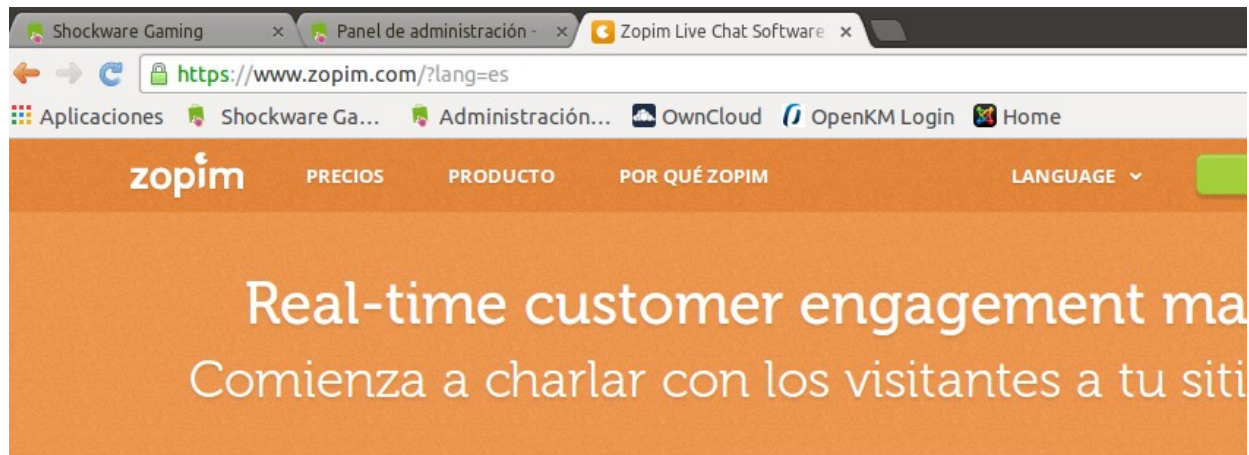 Shockware Gaming × Panel de administración - × Zopim Live Chat Software ×
https://www.zopim.com/?lang=es
Aplicaciones Shockware Ga... Administración... OwnCloud OpenKM Login Home
zopim PRECIOS PRODUCTO POR QUÉ ZOPIM LANGUAGE
Real-time customer engagement ma
Comienza a charlar con los visitantes a tu siti